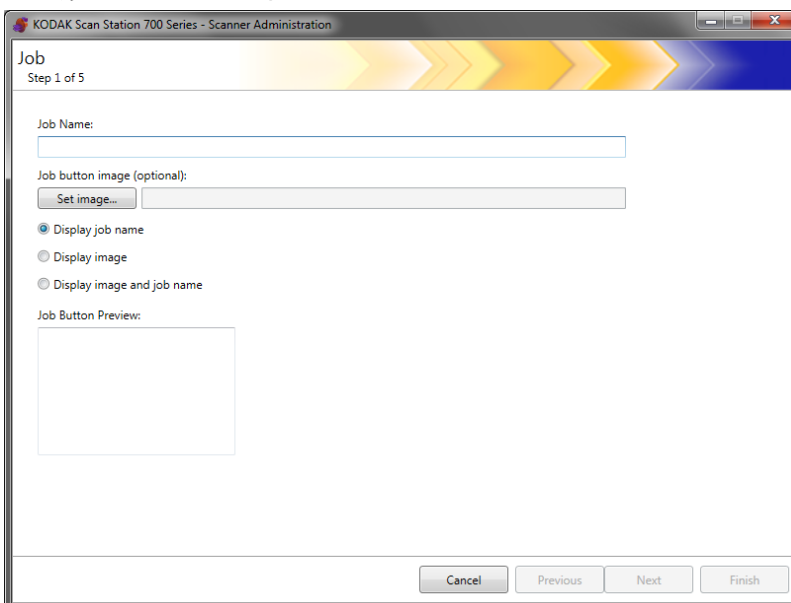 KODAK Scan Station 700 Series - Scanner Administration
Job
Step 1 of 5
Job Name:
Job button image (optional):
Set image...
Display job name
Display image
Display image and job name
Job Button Preview:
Cancel Previous Next Finish